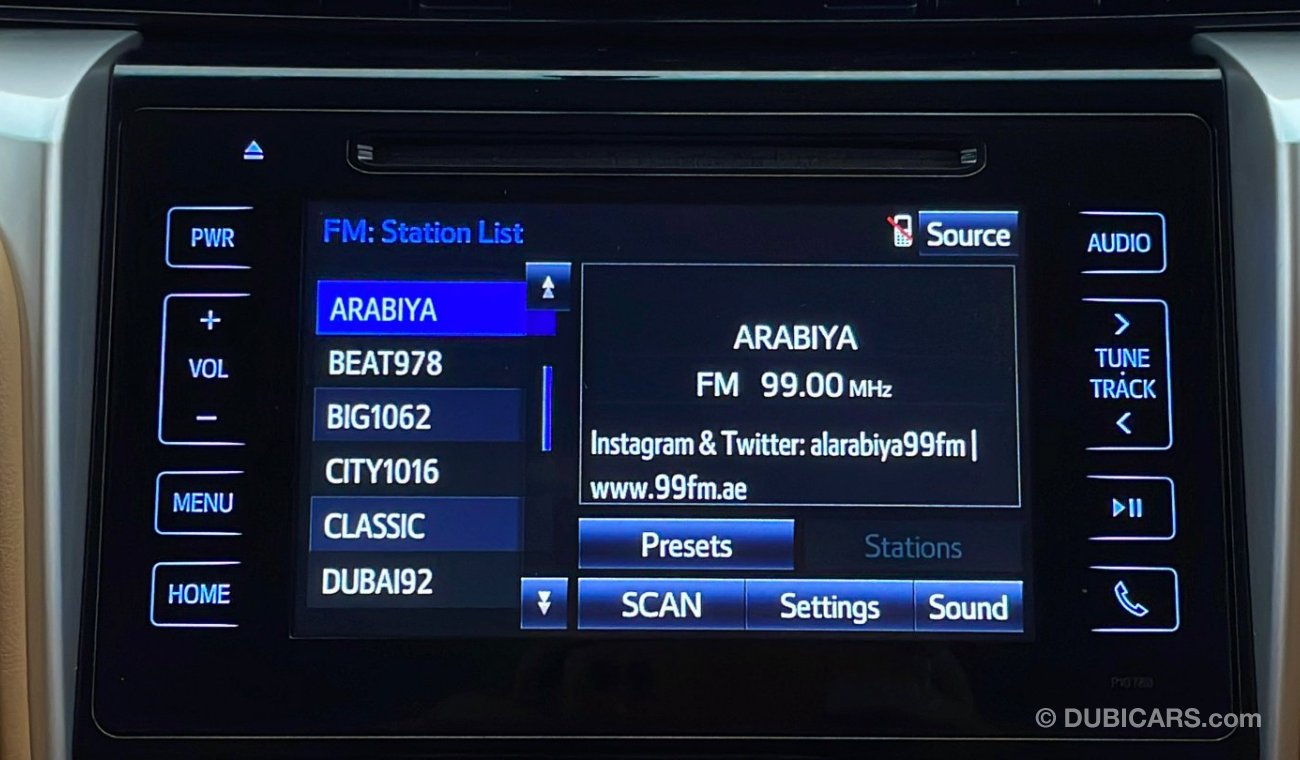 PWR
+
VOL
−
MENU
HOME
FM: Station List
Source
ARABIYA
BEAT978
BIG1062
CITY1016
CLASSIC
DUBAI92
ARABIYA
FM 99.00 MHz
Instagram & Twitter: alarabiya99fm |
www.99fm.ae
Presets
Stations
SCAN
Settings
Sound
AUDIO
>
TUNE
TRACK
<
© DUBICARS.com